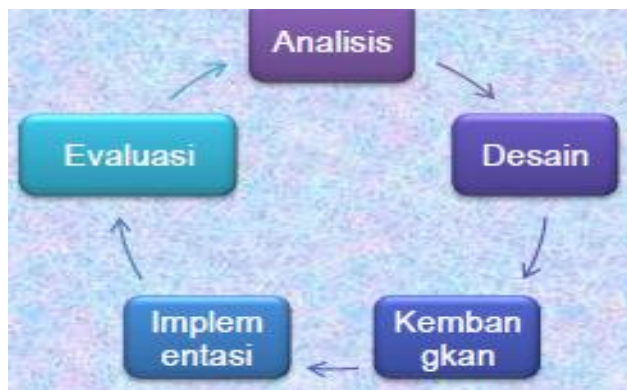 Analisis
Evaluasi
Desain
Implem
entasi
Kemban
gkan